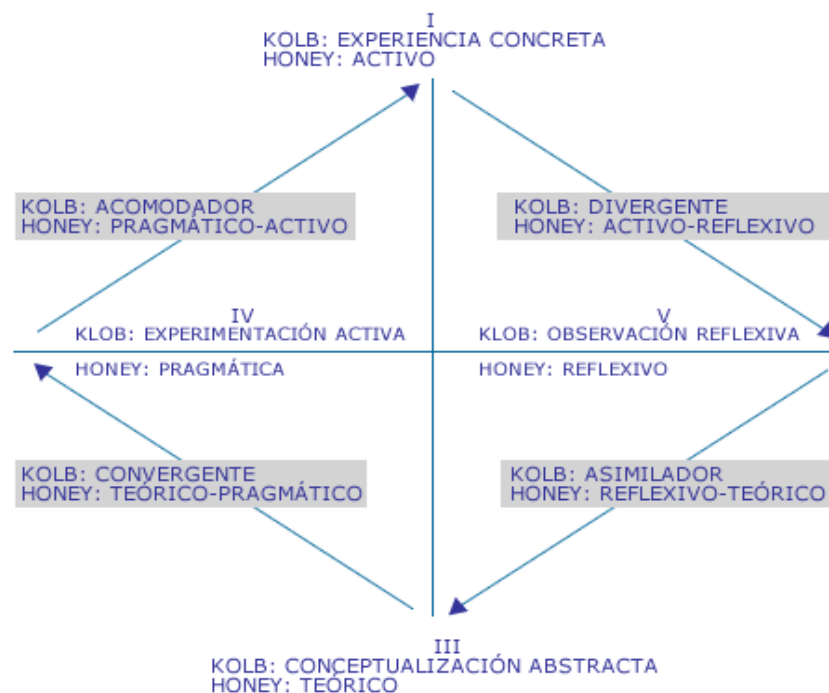 I
KOLB: EXPERIENCIA CONCRETA
HONEY: ACTIVO
KOLB: ACOMODADOR
HONEY: PRAGMÁTICO-ACTIVO
KOLB: DIVERGENTE
HONEY: ACTIVO-REFLEXIVO
IV
KLOB: EXPERIMENTACIÓN ACTIVA
HONEY: PRAGMÁTICA
V
KLOB: OBSERVACIÓN REFLEXIVA
HONEY: REFLEXIVO
KOLB: CONVERGENTE
HONEY: TEÓRICO-PRAGMÁTICO
KOLB: ASIMILADOR
HONEY: REFLEXIVO-TEÓRICO
III
KOLB: CONCEPTUALIZACIÓN ABSTRACTA
HONEY: TEÓRICO